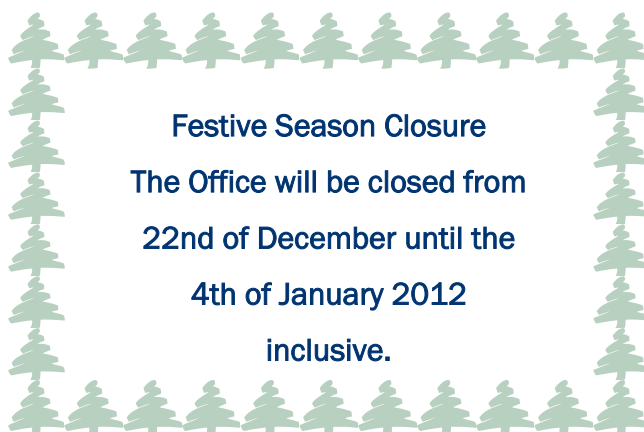 Festive Season Closure
The Office will be closed from
22nd of December until the
4th of January 2012
inclusive.